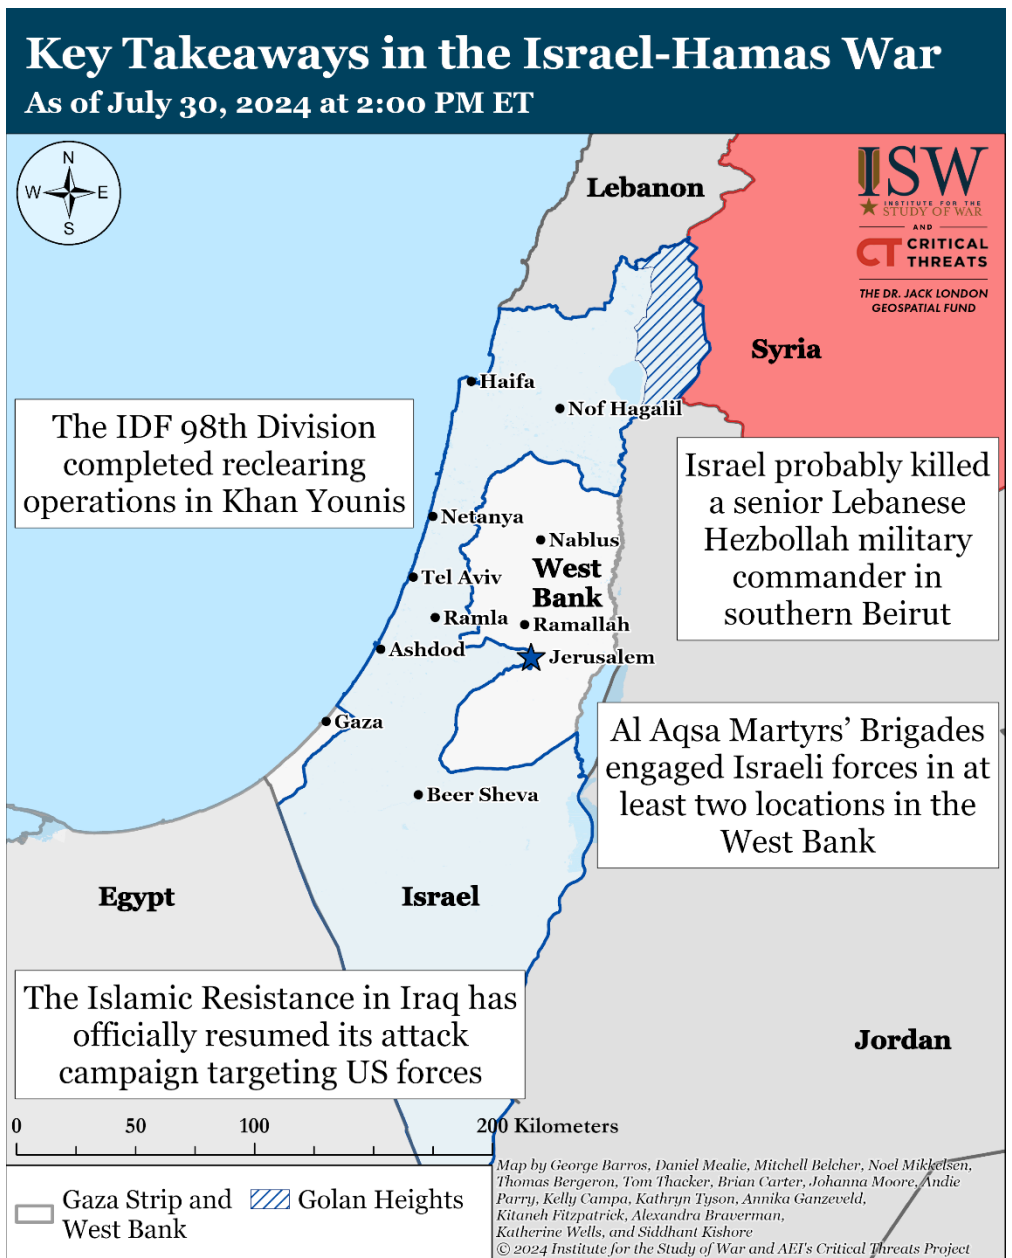 Key Takeaways in the Israel-Hamas War
As of July 30, 2024 at 2:00 PM ET
N
W
E
S
ISW
INSTITUTE FOR THE
STUDY OF WAR
AND
CT CRITICAL
THREATS
THE DR. JACK LONDON
GEOSPATIAL FUND
Lebanon
Syria
Haifa
Nof Hagalil
The IDF 98th Division
completed reclearing
operations in Khan Younis
Israel probably killed
a senior Lebanese
Hezbollah military
commander in
southern Beirut
Netanya
Nablus
West
Bank
Tel Aviv
Ramla
Ramallah
Ashdod
Jerusalem
Gaza
Al Aqsa Martyrs’ Brigades
engaged Israeli forces in at
least two locations in the
West Bank
Beer Sheva
Egypt
Israel
The Islamic Resistance in Iraq has
officially resumed its attack
campaign targeting US forces
Jordan
0 50 100 200 Kilometers
Gaza Strip and
West Bank
Golan Heights
Map by George Barros, Daniel Mealie, Mitchell Belcher, Noel Mikkelsen,
Thomas Bergeron, Tom Thacker, Brian Carter, Johanna Moore, Andie
Parry, Kelly Campa, Kathryn Tyson, Annika Ganzeveld,
Kitaneh Fitzpatrick, Alexandra Braverman,
Katherine Wells, and Siddhant Kishore
© 2024 Institute for the Study of War and AEI's Critical Threats Project